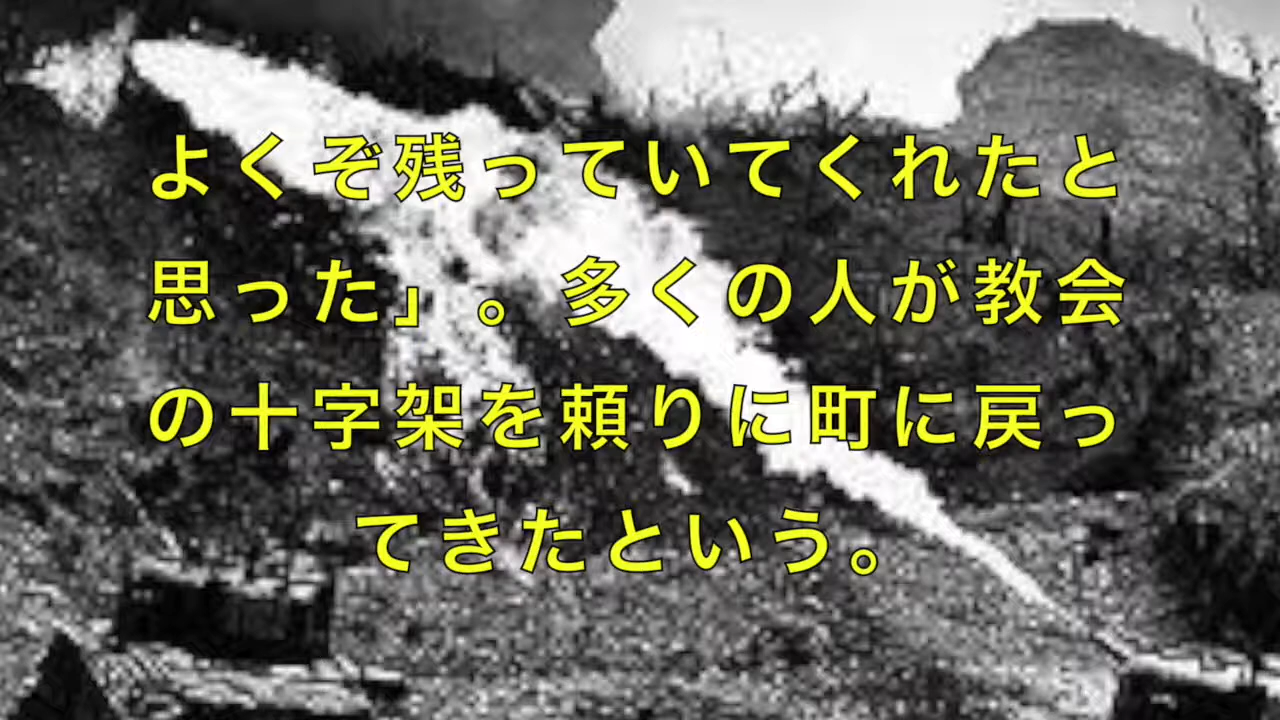 よくぞ残っていてくれたと
思った」。多くの人が教会
の十字架を頼りに町に戻っ
てきたという。